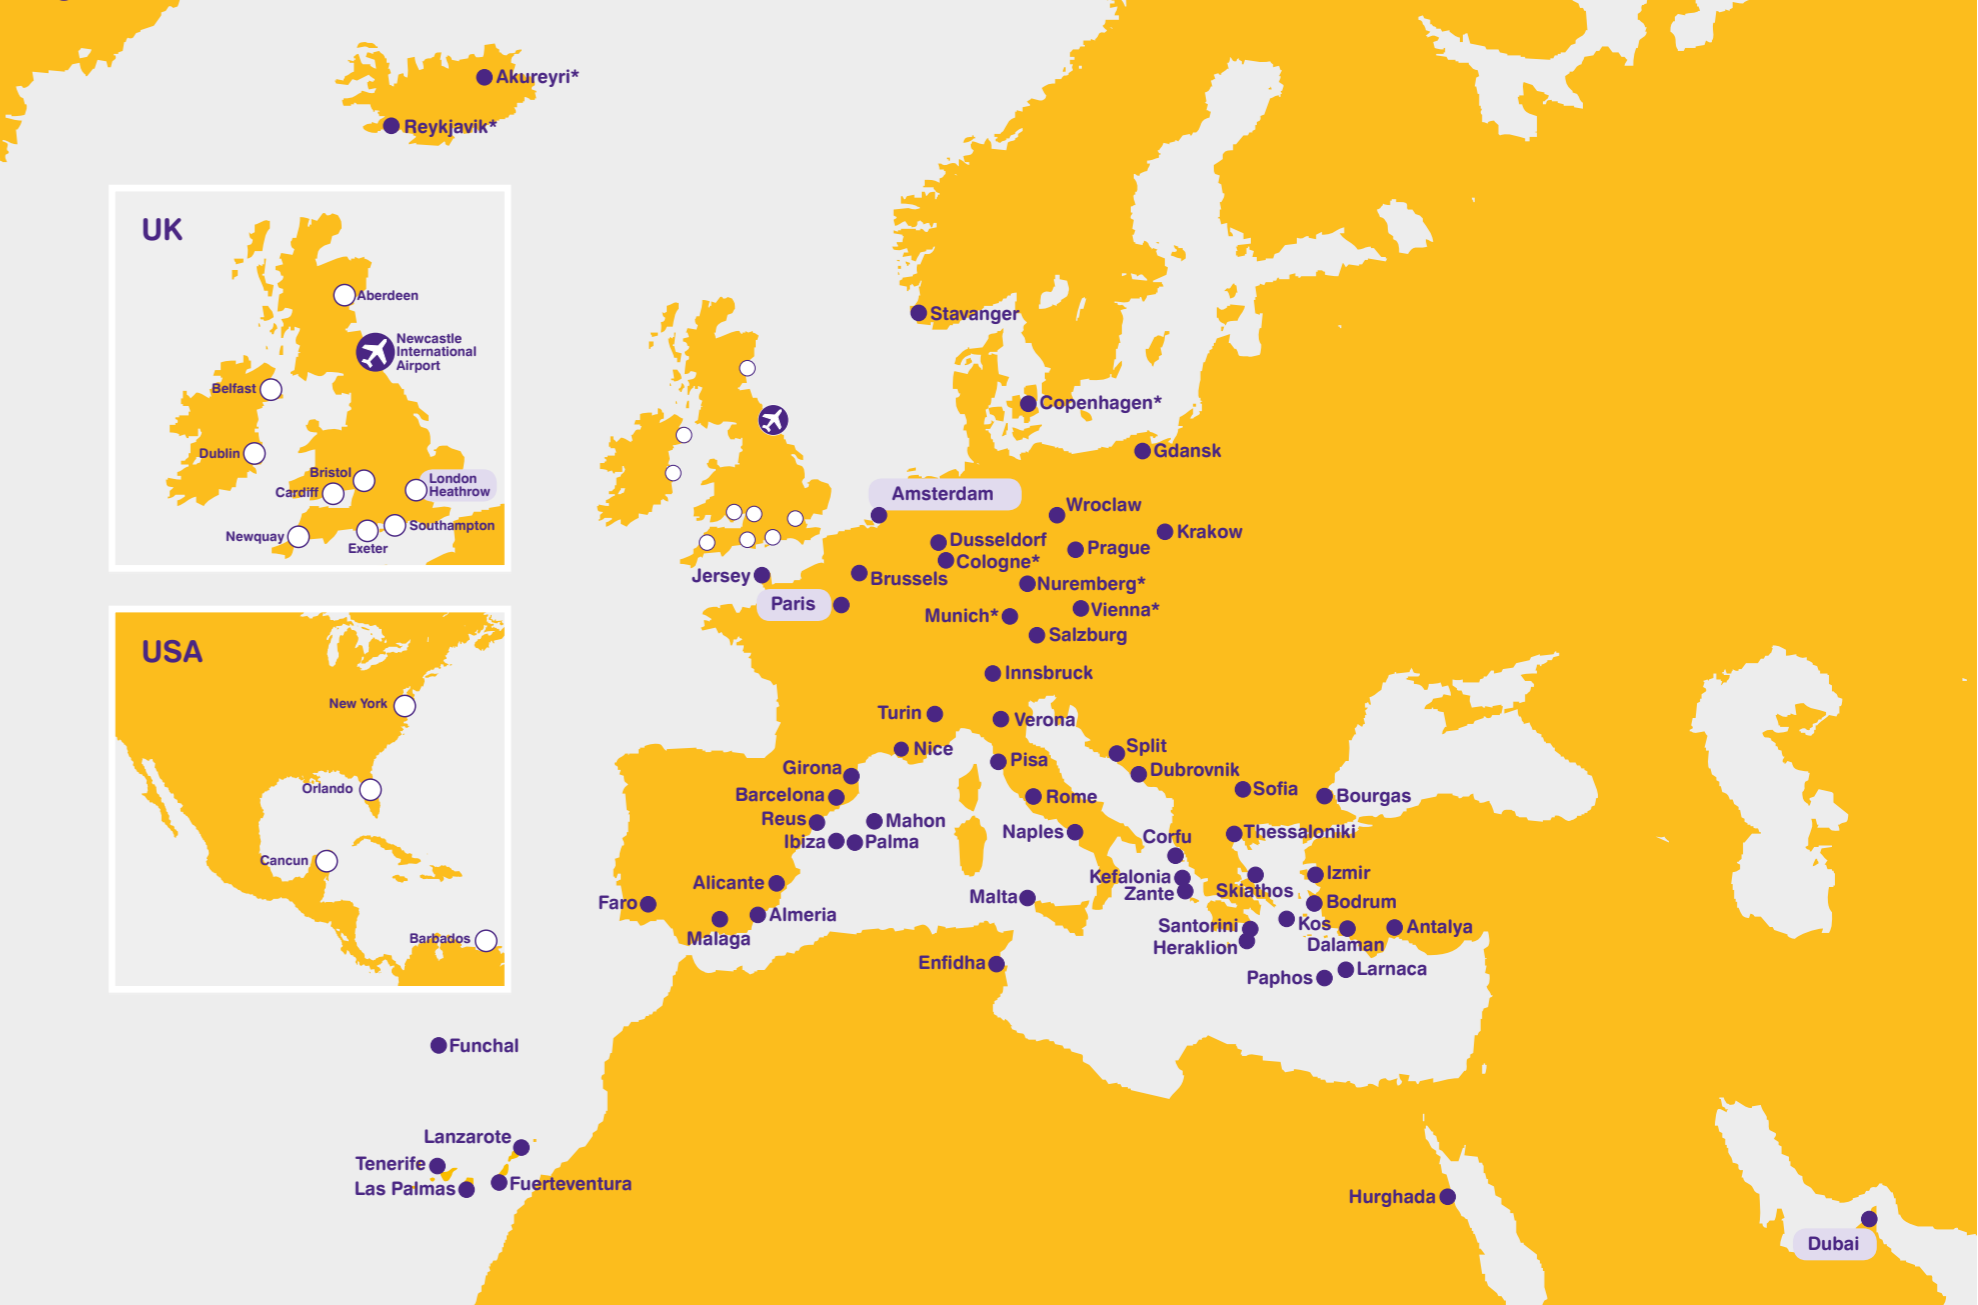 Akureyri*
Reykjavik*
UK
Aberdeen
Newcastle
International
Airport
Belfast
Dublin
Bristol
Cardiff
London
Heathrow
Newquay
Exeter
Southampton
USA
New York
Orlando
Cancun
Barbados
Stavanger
Copenhagen*
Gdansk
Amsterdam
Wroclaw
Krakow
Dusseldorf
Prague
Cologne*
Jersey
Brussels
Nuremberg*
Paris
Munich*
Vienna*
Salzburg
Innsbruck
Turin
Verona
Nice
Split
Pisa
Girona
Dubrovnik
Sofia
Barcelona
Rome
Bourgas
Reus
Mahon
Naples
Corfu
Thessaloniki
Ibiza
Palma
Izmir
Kefalonia
Alicante
Zante
Skiathos
Malta
Faro
Bodrum
Almeria
Kos
Santorini
Antalya
Malaga
Dalaman
Heraklion
Enfidha
Larnaca
Paphos
Funchal
Lanzarote
Tenerife
Las Palmas
Fuerteventura
Hurghada
Dubai